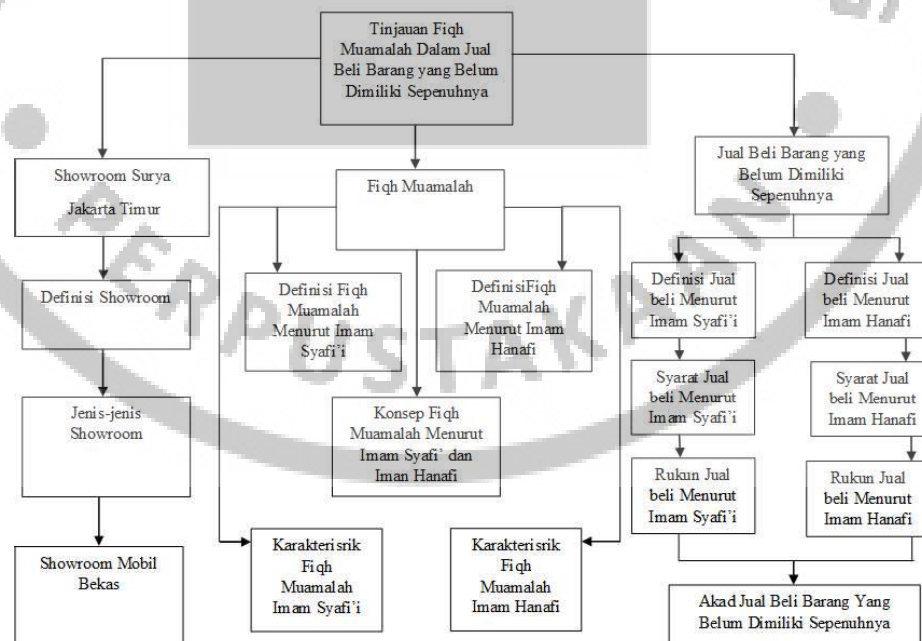 Tinjauan Fiqh
Muamalah Dalam Jual
Beli Barang yang Belum
Dimiliki Sepenuhnya
Showroom Surya
Jakarta Timur
Fiqh Muamalah
Jual Beli Barang yang
Belum Dimiliki
Sepenuhnya
Definisi Showroom
Definisi Fiqh
Muamalah
Menurut Imam
Syafi'i
DefinisiFiqh
Muamalah
Menurut Imam
Hanafi
Definisi Jual
beli Menurut
Imam Syafi'i
Definisi Jual
beli Menurut
Imam Hanafi
Jenis-jenis
Showroom
Konsep Fiqh
Muamalah Menurut
Imam Syafi' dan
Iman Hanafi
Syarat Jual
beli Menurut
Imam Syafi'i
Syarat Jual
beli Menurut
Imam Hanafi
Rukun Jual
beli Menurut
Imam Syafi'i
Rukun Jual
beli Menurut
Imam Hanafi
Showroom Mobil
Bekas
Karakterisrik
Fiqh
Muamalah
Imam Syafi'i
Karakterisrik
Fiqh
Muamalah
Imam Hanafi
Akad Jual Beli Barang Yang
Belum Dimiliki Sepenuhnya
PERPUSTAKAAN